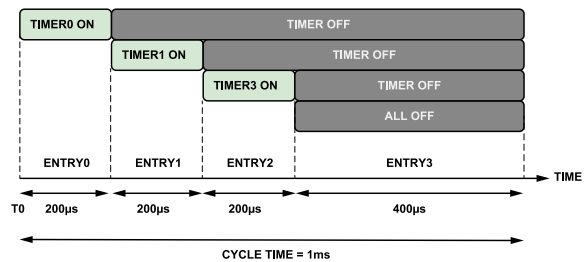 TIMER0 ON TIMER OFF
TIMER1 ON TIMER OFF
TIMER3 ON TIMER OFF
ALL OFF
ENTRY0 ENTRY1 ENTRY2 ENTRY3
TIME
T0 200µs 200µs 200µs 400µs
CYCLE TIME = 1ms